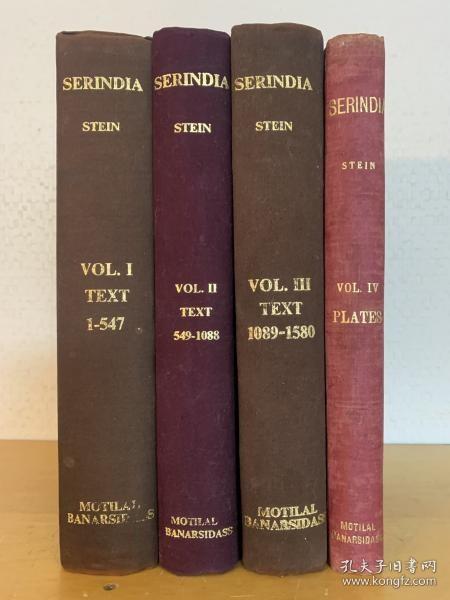 SERINDIA
STEIN
VOL. I
TEXT
1-547
MOTILAL
BANARSIDASS
SERINDIA
STEIN
VOL. II
TEXT
549-1088
MOTILAL
BANARSIDASS
SERINDIA
STEIN
VOL. III
TEXT
1089-1580
MOTILAL
BANARSIDASS
SERINDIA
STEIN
VOL. IV
PLATES
MOTILAL
BANARSIDASS
孔夫子旧书网
www.kongfz.com